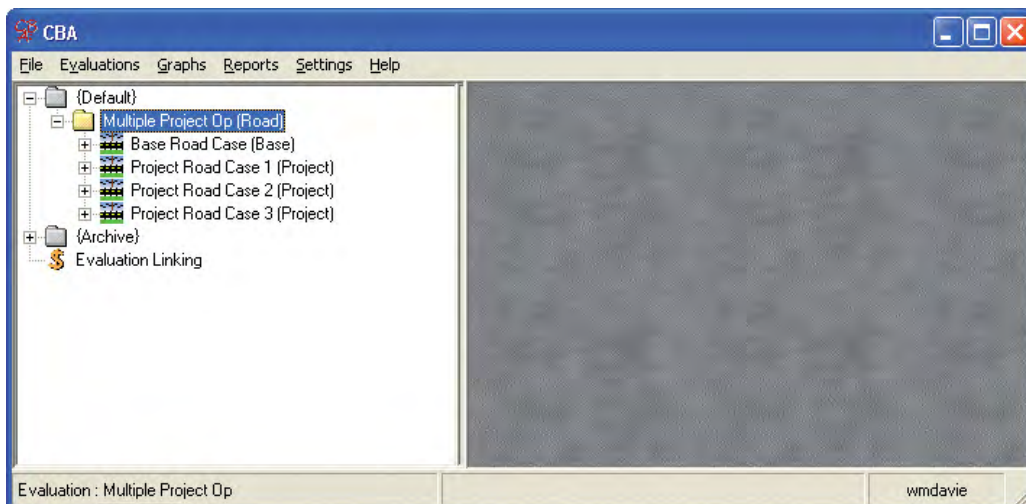 CBA
File Evaluations Graphs Reports Settings Help
{Default}
Multiple Project Op (Road)
Base Road Case (Base)
Project Road Case 1 (Project)
Project Road Case 2 (Project)
Project Road Case 3 (Project)
{Archive}
Evaluation Linking
Evaluation : Multiple Project Op
wmdavie